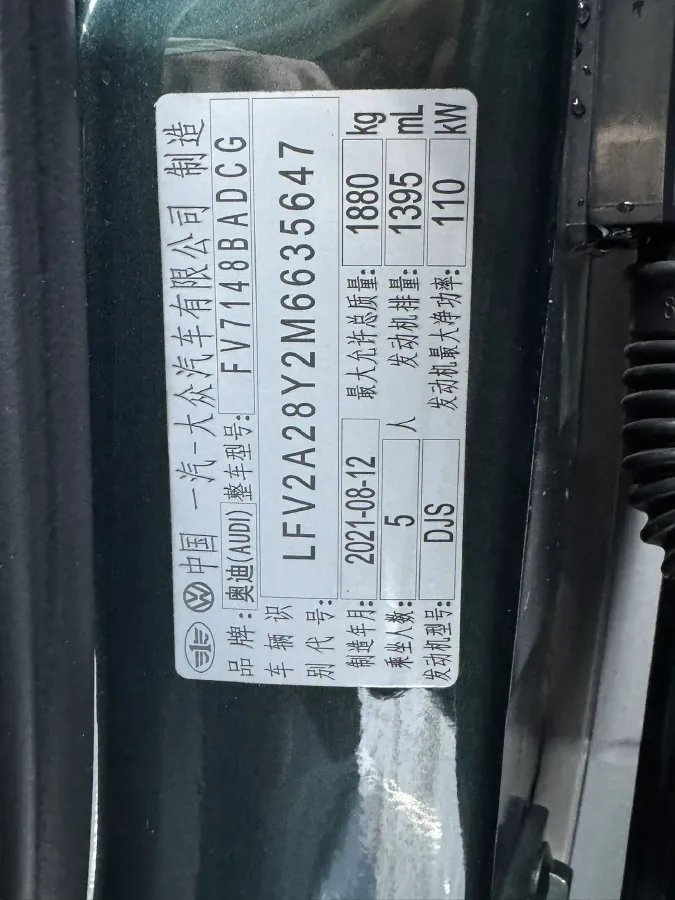 中国 一汽-大众汽车有限公司 制造
品牌: 奥迪(AUDI) 整车型号: FV7148BADCG
车辆识别代号: LFV2A28Y2M6635647
制造年月: 2021-08-12 最大允许总质量: 1880 kg
乘坐人数: 5 人 发动机排量: 1395 mL
发动机型号: DJS 发动机最大净功率: 110 kW
8